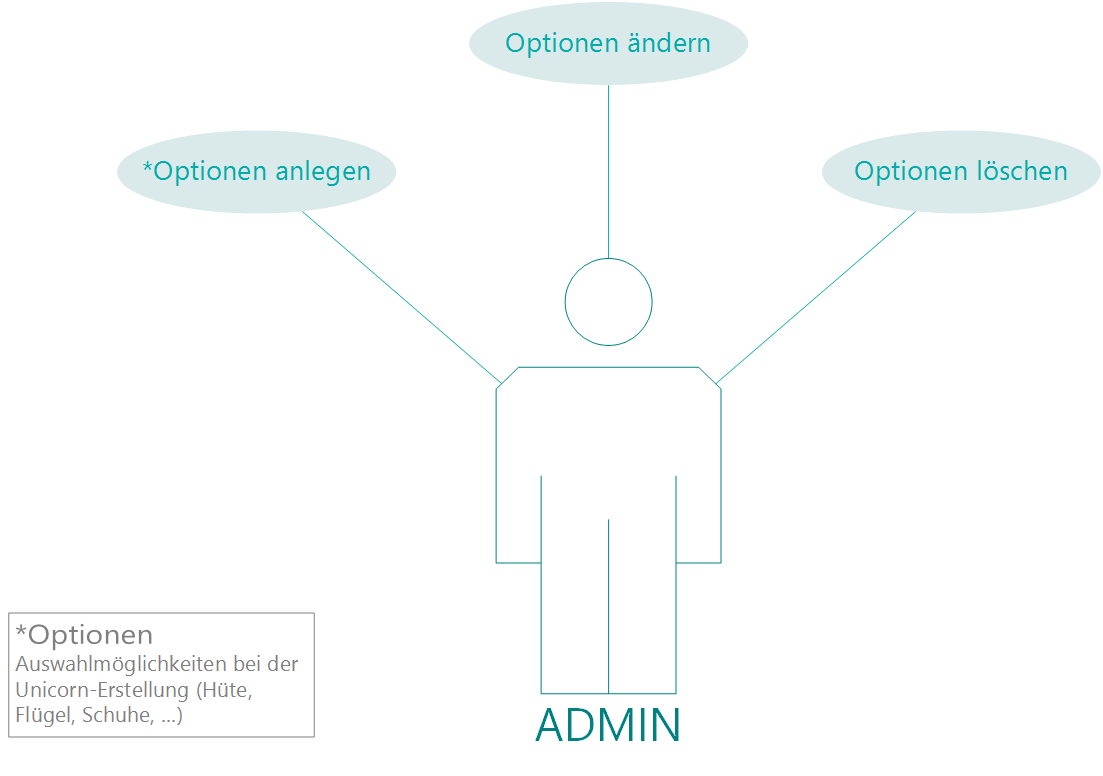 Optionen ändern
*Optionen anlegen
Optionen löschen
*Optionen
Auswahlmöglichkeiten bei der
Unicorn-Erstellung (Hüte,
Flügel, Schuhe, ...)
ADMIN